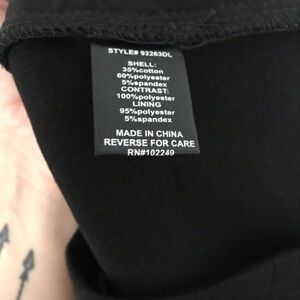 STYLE# 92263DL
SHELL:
35%cotton
60%polyester
5%spandex
CONTRAST:
100%polyester
LINING
95%polyester
5%spandex
MADE IN CHINA
REVERSE FOR CARE
RN#102249